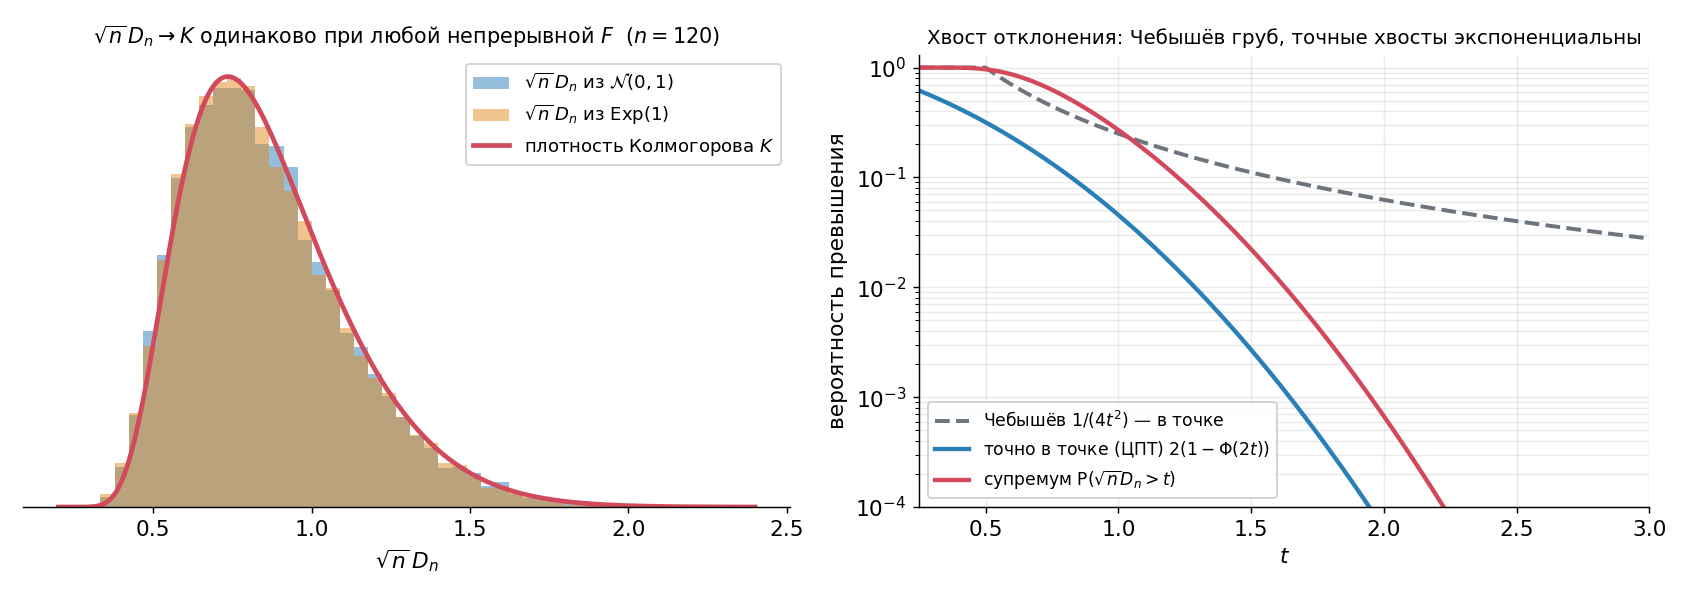 √n Dₙ → K одинаково при любой непрерывной F (n = 120)
√n Dₙ из 𝒩(0, 1)
√n Dₙ из Exp(1)
плотность Колмогорова K
0.5 1.0 1.5 2.0 2.5
√n Dₙ
Хвост отклонения: Чебышёв груб, точные хвосты экспоненциальны
вероятность превышения
10⁰
10⁻¹
10⁻²
10⁻³
10⁻⁴
Чебышёв 1/(4t²) — в точке
точно в точке (ЦПТ) 2(1 − Φ(2t))
супремум P(√nDₙ > t)
0.5 1.0 1.5 2.0 2.5 3.0
t